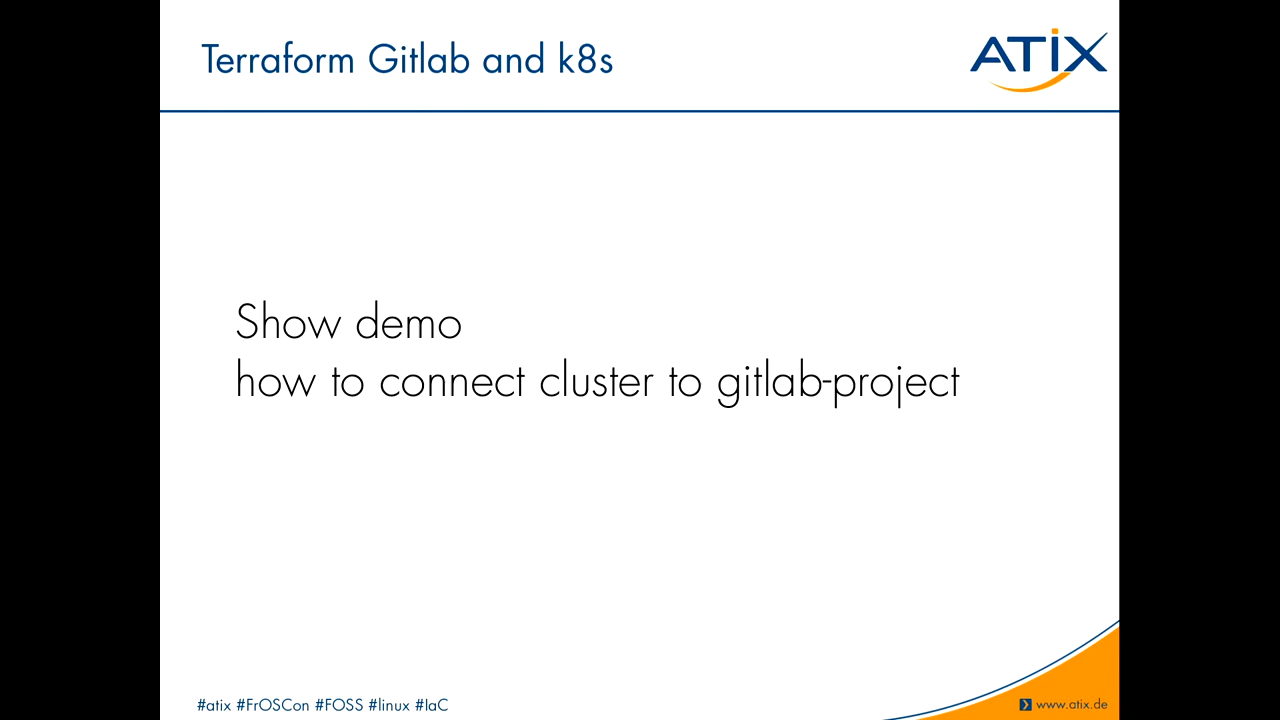 Terraform Gitlab and k8s
ATIX
Show demo
how to connect cluster to gitlab-project
#atix #FrOSCon #FOSS #linux #IaC
www.atix.de